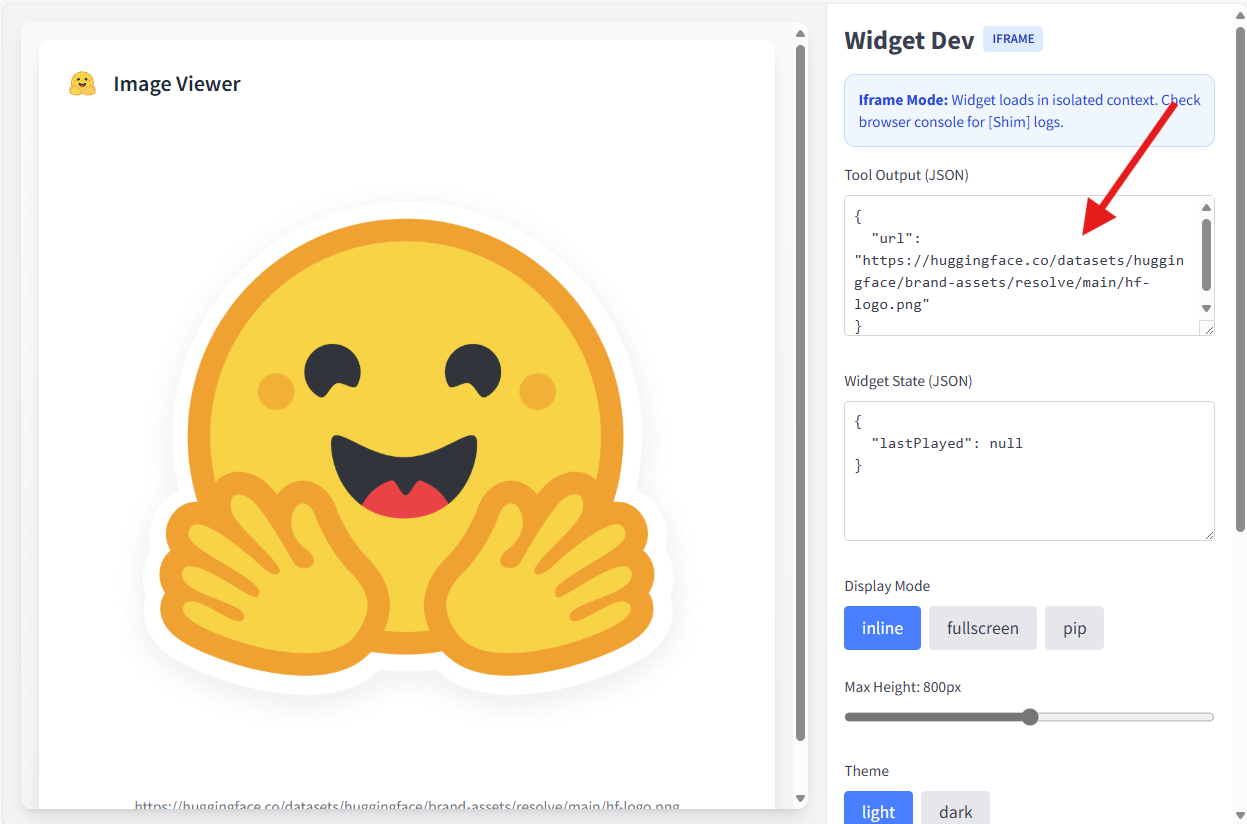 Image Viewer
https://huggingface.co/datasets/huggingface/brand-assets/resolve/main/hf-logo.png
Widget Dev
IFRAME
Iframe Mode: Widget loads in isolated context. Check
browser console for [Shim] logs.
Tool Output (JSON)
{
"url":
"https://huggingface.co/datasets/huggin
gface/brand-assets/resolve/main/hf-
logo.png"
}
Widget State (JSON)
{
"lastPlayed": null
}
Display Mode
inline fullscreen pip
Max Height: 800px
Theme
light dark